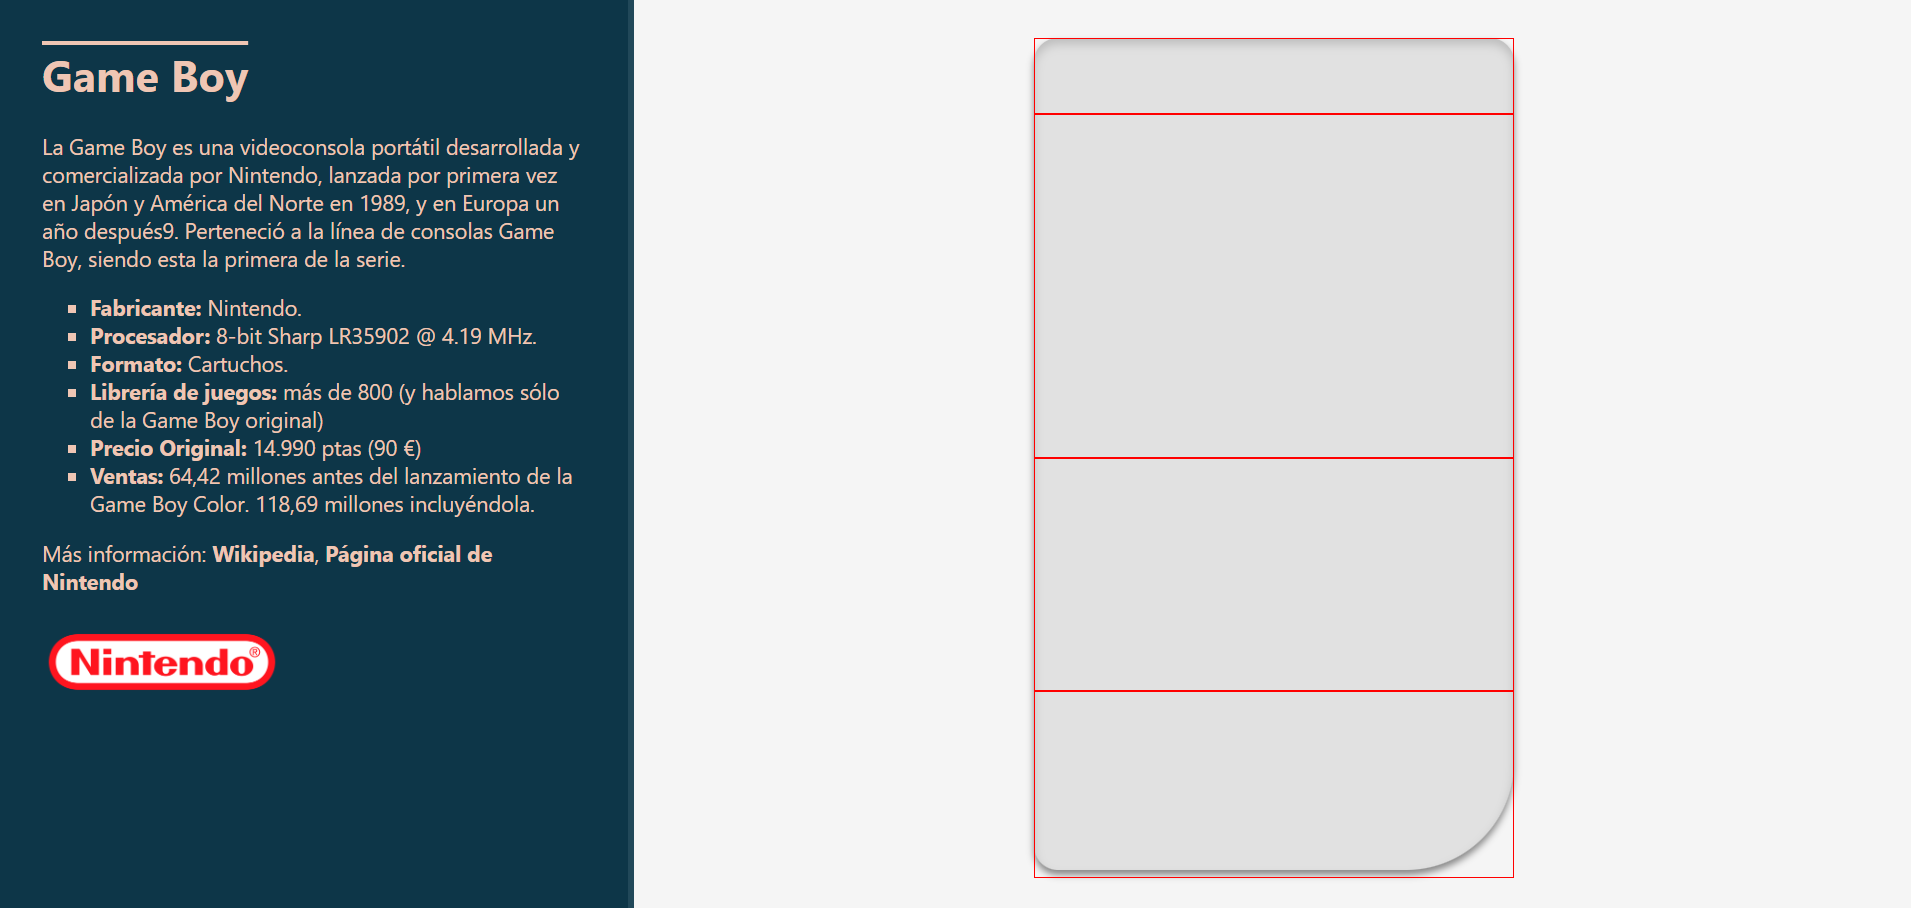 Game Boy
La Game Boy es una videoconsola portátil desarrollada y
comercializada por Nintendo, lanzada por primera vez
en Japón y América del Norte en 1989, y en Europa un
año después9. Perteneció a la línea de consolas Game
Boy, siendo esta la primera de la serie.
Fabricante: Nintendo.
Procesador: 8-bit Sharp LR35902 @ 4.19 MHz.
Formato: Cartuchos.
Librería de juegos: más de 800 (y hablamos sólo
de la Game Boy original)
Precio Original: 14.990 ptas (90 €)
Ventas: 64,42 millones antes del lanzamiento de la
Game Boy Color. 118,69 millones incluyéndola.
Más información: Wikipedia, Página oficial de
Nintendo
Nintendo®